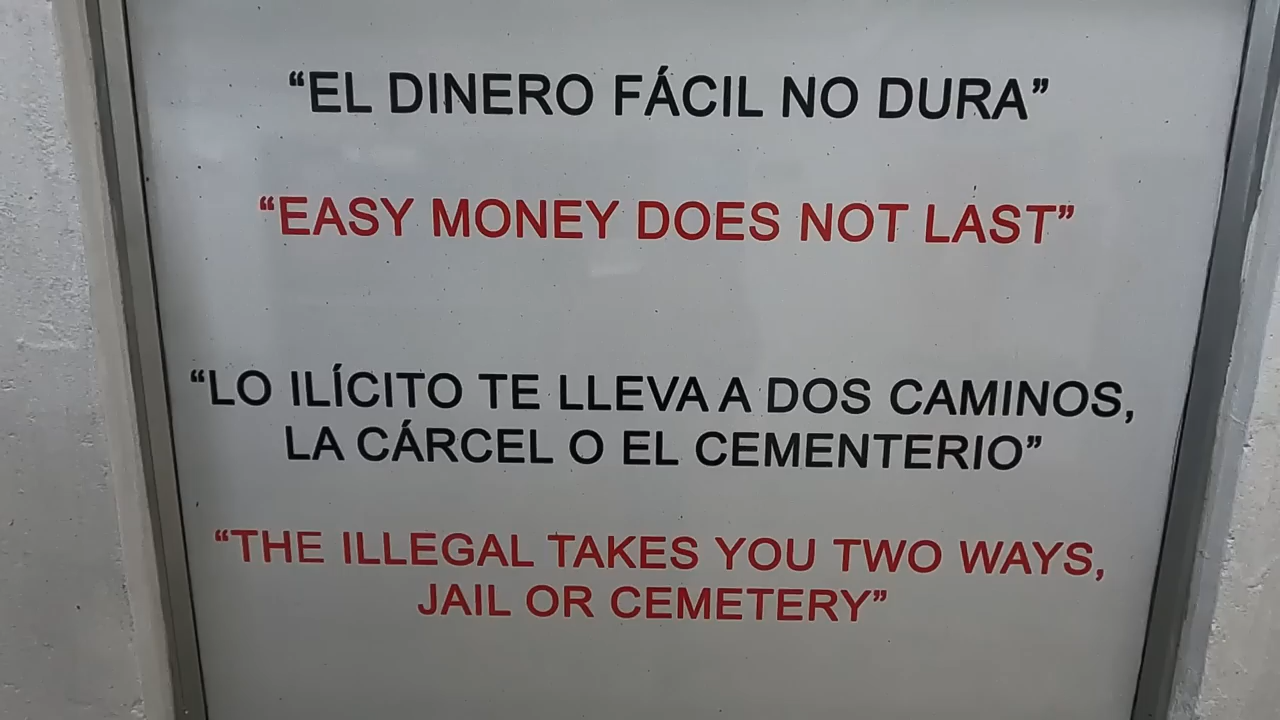 “EL DINERO FÁCIL NO DURA”
“EASY MONEY DOES NOT LAST”
“LO ILÍCITO TE LLEVA A DOS CAMINOS,
LA CÁRCEL O EL CEMENTERIO”
“THE ILLEGAL TAKES YOU TWO WAYS,
JAIL OR CEMETERY”